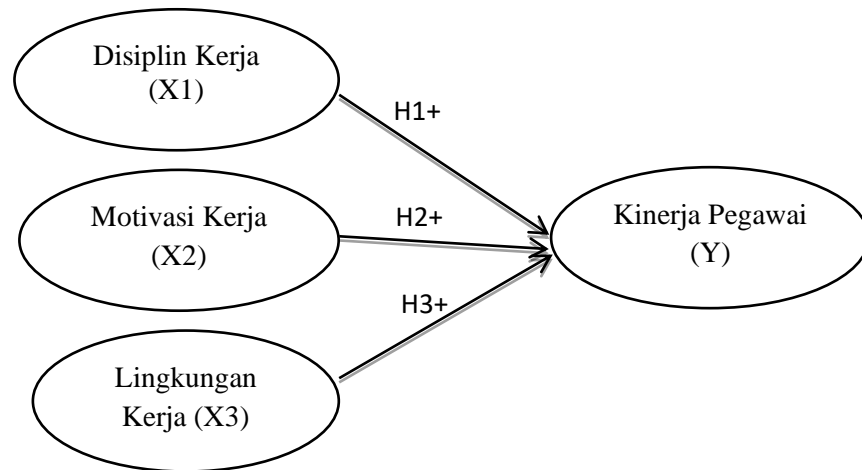 Disiplin Kerja
(X1)
H1+
Motivasi Kerja
(X2)
H2+
Kinerja Pegawai
(Y)
H3+
Lingkungan
Kerja (X3)